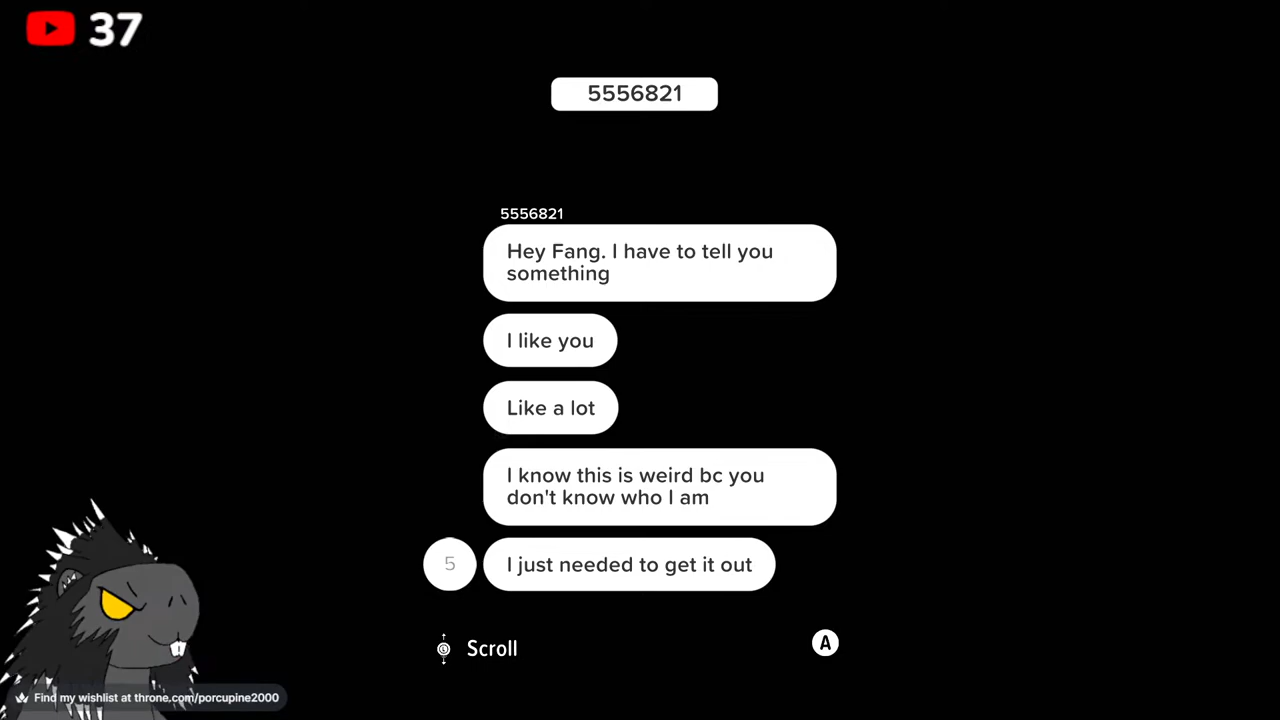 37
5556821
5556821
Hey Fang. I have to tell you
something
I like you
Like a lot
I know this is weird bc you
don't know who I am
5
I just needed to get it out
Scroll
A
Find my wishlist at throne.com/porcupine2000